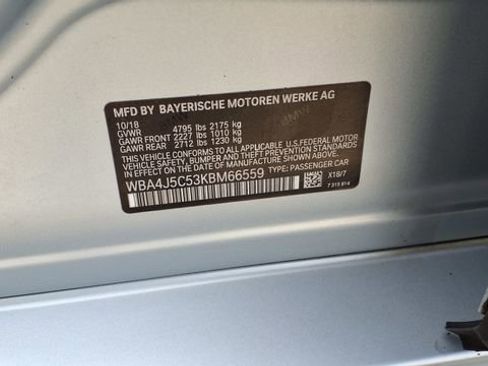 MFD BY BAYERISCHE MOTOREN WERKE AG
10/18
GVWR 4795 lbs 2175 kg
GAWR FRONT 2227 lbs 1010 kg
GAWR REAR 2712 lbs 1230 kg
THIS VEHICLE CONFORMS TO ALL APPLICABLE U.S.FEDERAL MOTOR
VEHICLE SAFETY, BUMPER AND THEFT PREVENTION STANDARDS
IN EFFECT ON THE DATE OF MANUFACTURE SHOWN ABOVE.
WBA4J5C53KBM66559 TYPE: PASSENGER CAR
X18/7